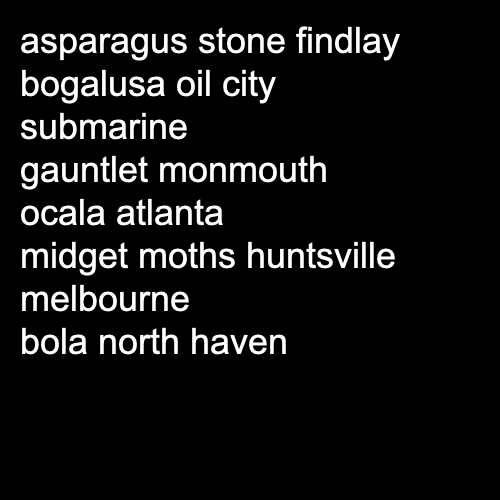 asparagus stone findlay
bogalusa oil city
submarine
gauntlet monmouth
ocala atlanta
midget moths huntsville
melbourne
bola north haven